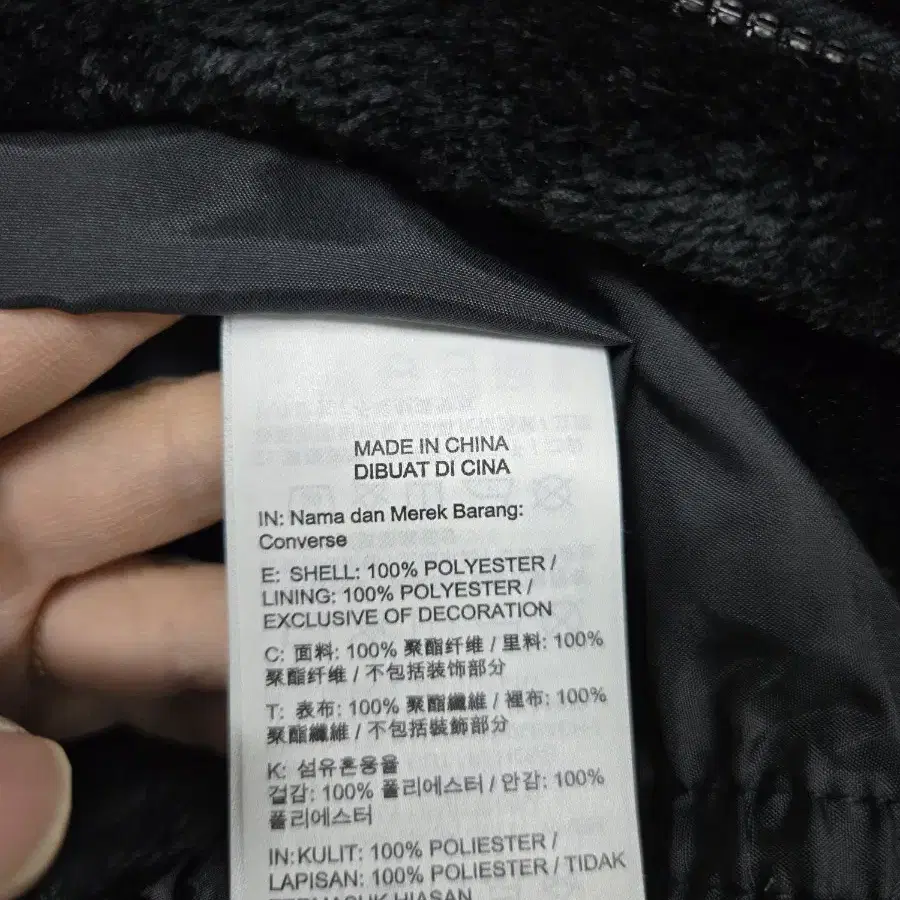 MADE IN CHINA
DIBUAT DI CINA
IN: Nama dan Merek Barang:
Converse
E: SHELL: 100% POLYESTER /
LINING: 100% POLYESTER /
EXCLUSIVE OF DECORATION
C: 面料: 100% 聚酯纤维 / 里料: 100%
聚酯纤维 / 不包括装饰部分
T: 表布: 100% 聚酯纖維 / 裡布: 100%
聚酯纖維 / 不包括裝飾部分
K: 섬유혼용율
겉감: 100% 폴리에스터 / 안감: 100%
폴리에스터
IN:KULIT: 100% POLIESTER /
LAPISAN: 100% POLIESTER / TIDAK
TERMASUK HIASAN